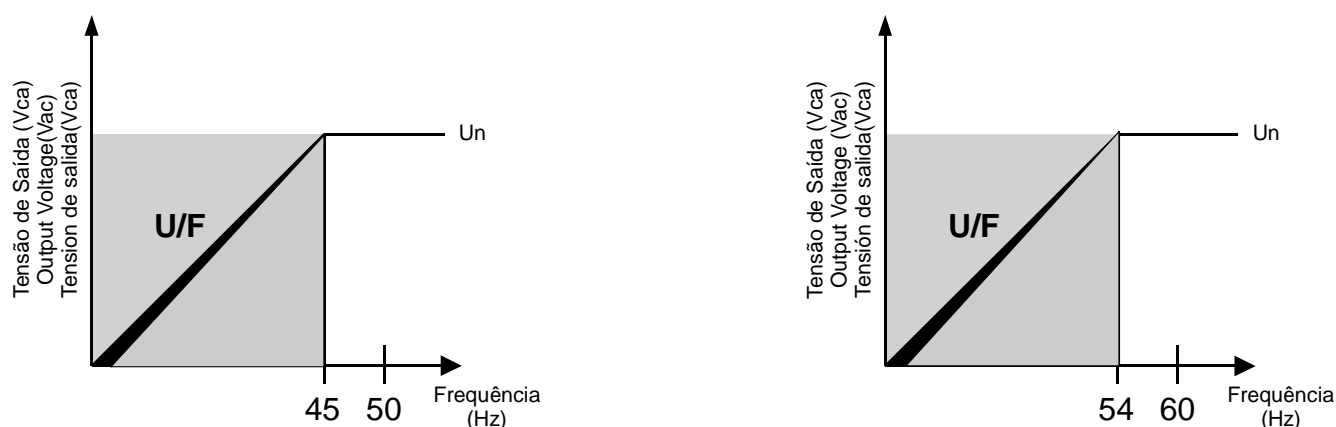 Tensão de Saída (Vca)
Output Voltage(Vac)
Tension de salida(Vca)
U/F
Un
45 50
Frequência
(Hz)
Tensão de Saída (Vca)
Output Voltage (Vac)
Tensión de salida(Vca)
U/F
Un
54 60
Frequência
(Hz)